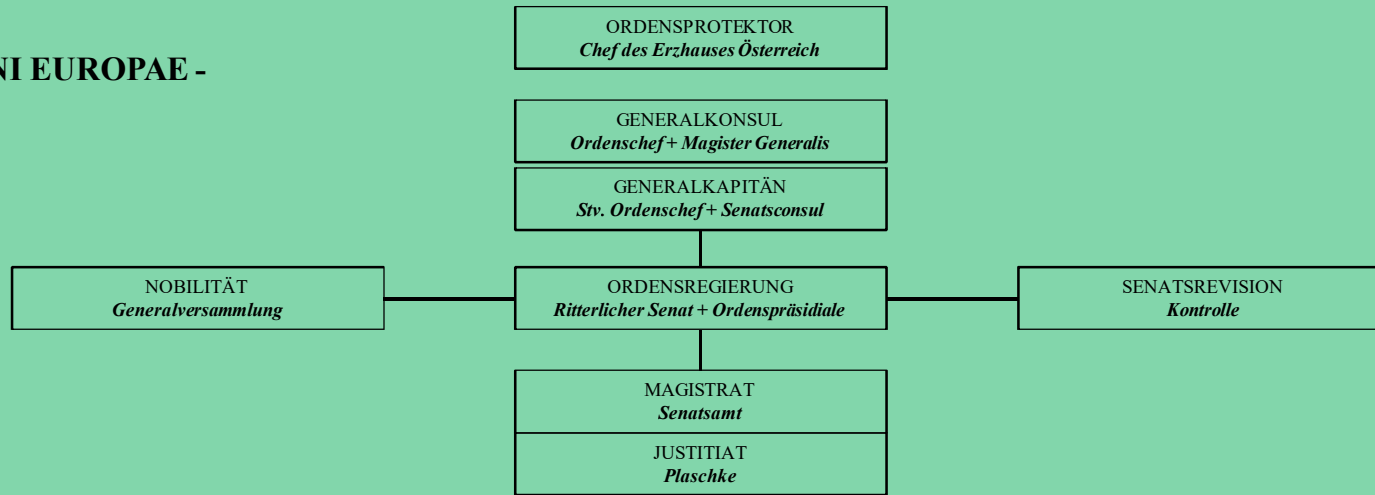 ORDENSPROTEKTOR
Chef des Erzhauses Österreich
NI EUROPAE -
GENERALKONSUL
Ordenschef + Magister Generalis
GENERALKAPITÄN
Stv. Ordenschef + Senatsconsul
NOBILITÄT
Generalversammlung
ORDENSREGIERUNG
Ritterlicher Senat + Ordenspräsidiale
SENATSREVISION
Kontrolle
MAGISTRAT
Senatsamt
JUSTITIAT
Plaschke